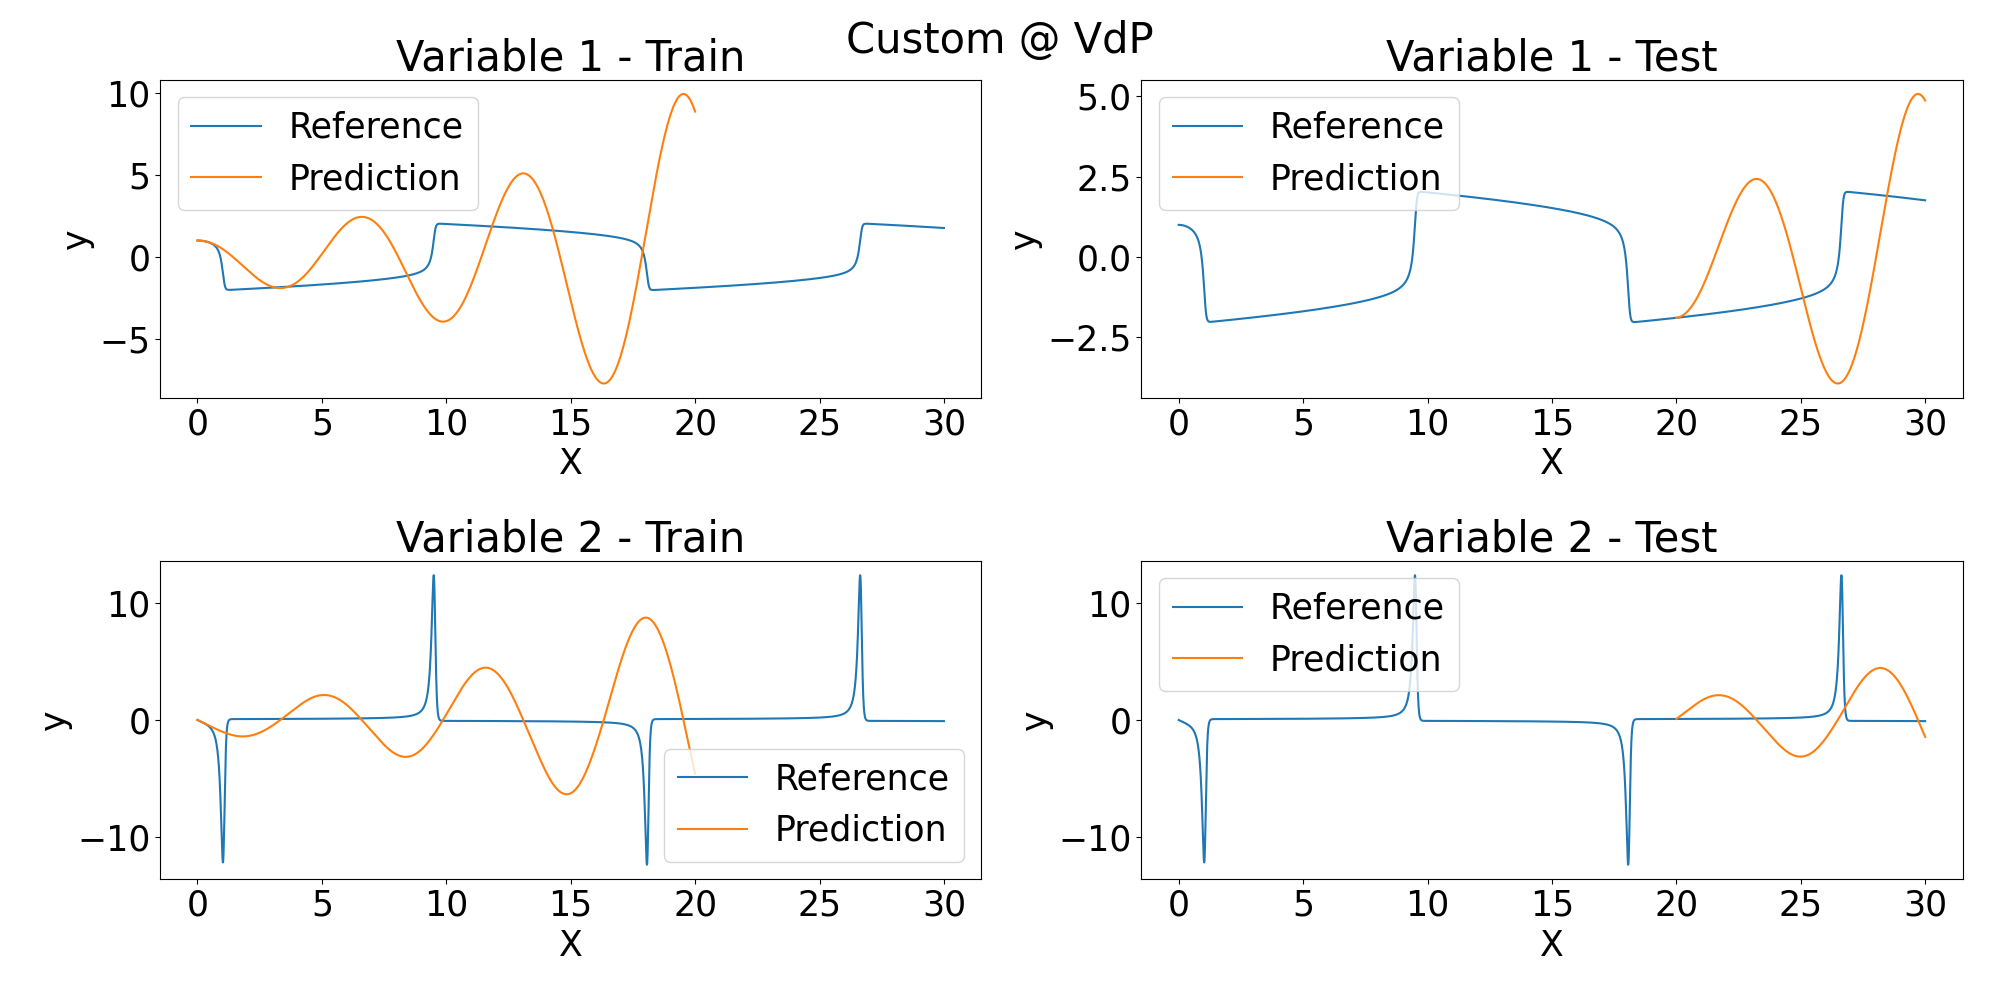 Custom @ VdP
Variable 1 - Train
10
5
0
−5
y
Reference
Prediction
0 5 10 15 20 25 30
X
Variable 1 - Test
5.0
2.5
0.0
−2.5
y
Reference
Prediction
0 5 10 15 20 25 30
X
Variable 2 - Train
10
0
−10
y
Reference
Prediction
0 5 10 15 20 25 30
X
Variable 2 - Test
10
0
−10
y
Reference
Prediction
0 5 10 15 20 25 30
X